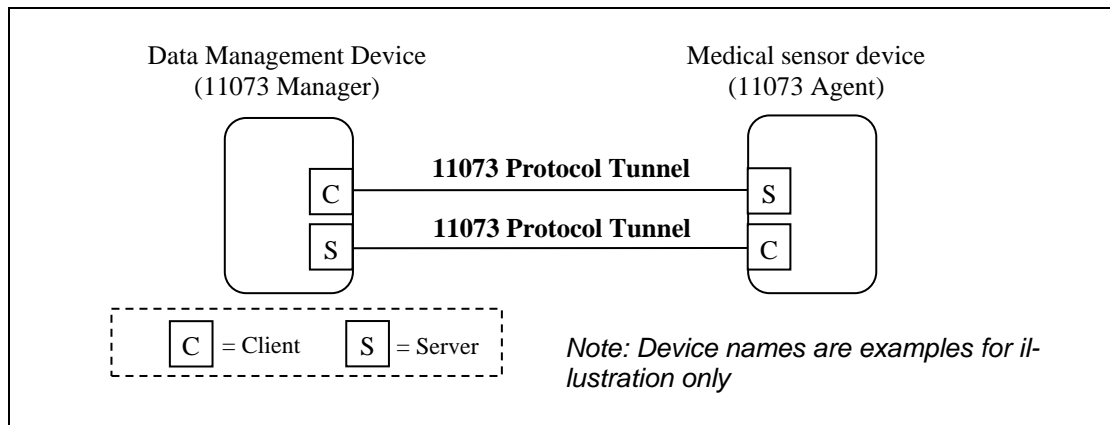 Data Management Device
(11073 Manager)
Medical sensor device
(11073 Agent)
11073 Protocol Tunnel
C
S
11073 Protocol Tunnel
S
C
C = Client
S = Server
Note: Device names are examples for il-
lustration only